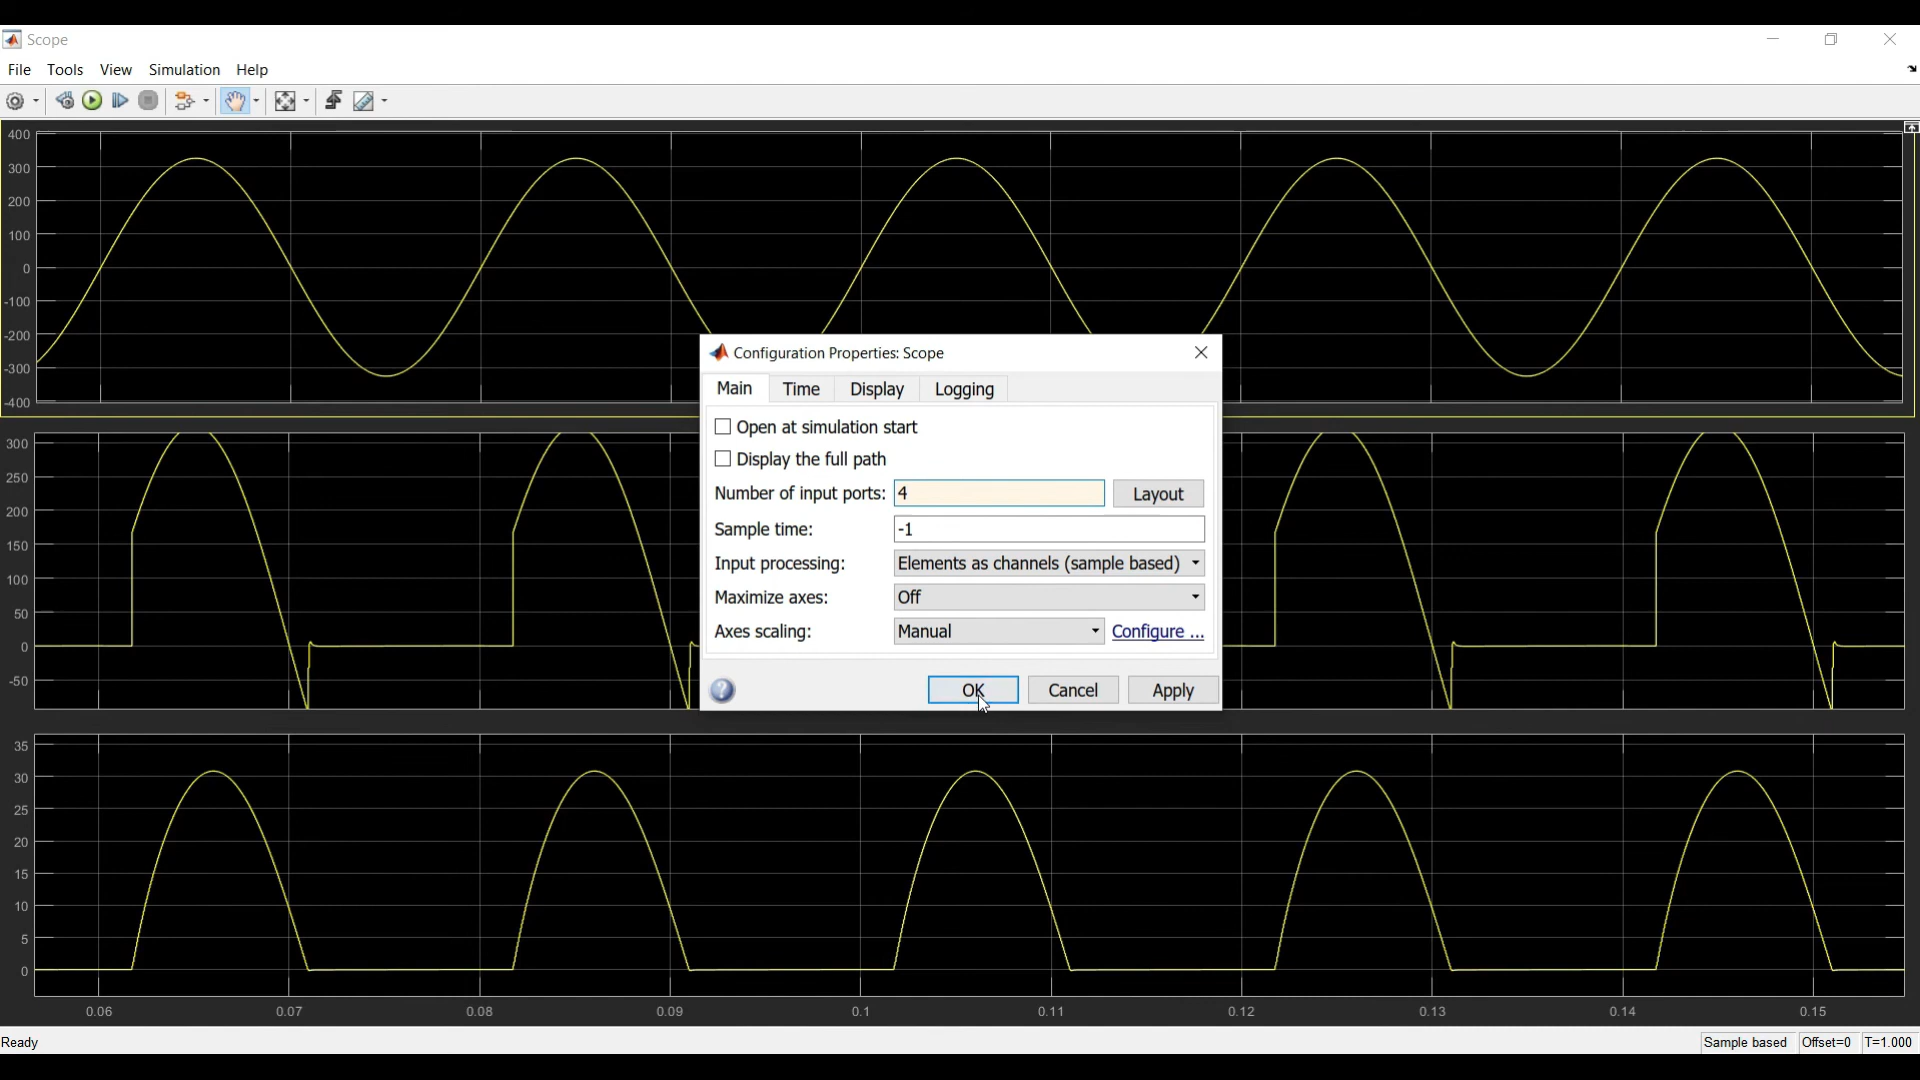 Scope
File Tools View Simulation Help
400
300
200
100
0
-100
-200
-300
-400
Configuration Properties: Scope
Main Time Display Logging
Open at simulation start
Display the full path
Number of input ports: 4 Layout
Sample time: -1
Input processing: Elements as channels (sample based)
Maximize axes: Off
Axes scaling: Manual Configure ...
OK Cancel Apply
300
250
200
150
100
50
0
-50
35
30
25
20
15
10
5
0
0.06 0.07 0.08 0.09 0.1 0.11 0.12 0.13 0.14 0.15
Ready Sample based Offset=0 T=1.000